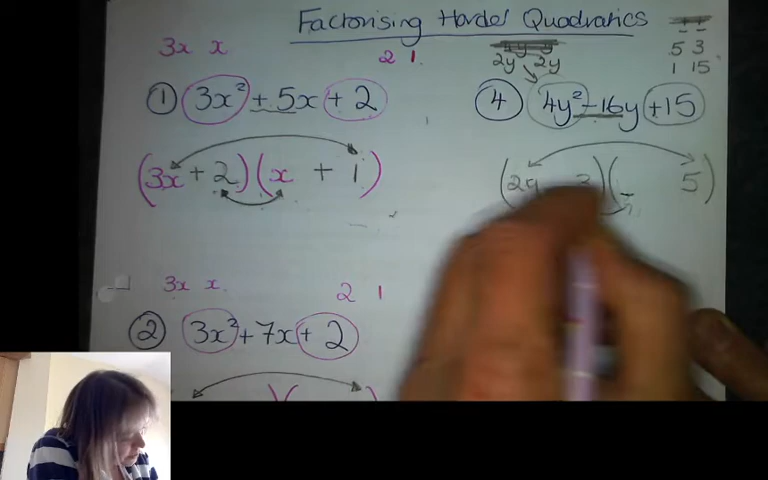 Factorising Harder Quadratics
3x x
2 1
① 3x² + 5x + 2
(3x + 2)(x + 1)
3x x
2 1
② 3x² + 7x + 2
2y 2y
5 3
1 15
④ 4y² - 16y + 15
(2y 3)( 5)